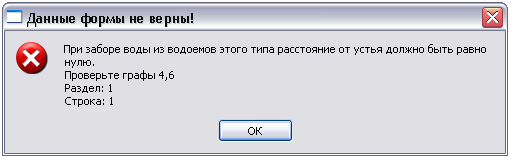 Данные формы не верны!
При заборе воды из водоемов этого типа расстояние от устья должно быть равно
нулю.
Проверьте графы 4,6
Раздел: 1
Строка: 1
OK